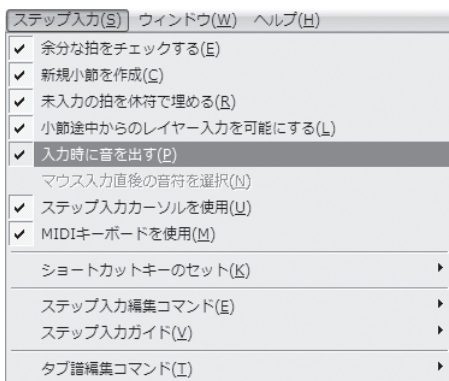 ステップ入力(S) ウィンドウ(W) ヘルプ(H)
余分な拍をチェックする(E)
新規小節を作成(C)
未入力の拍を休符で埋める(R)
小節途中からのレイヤー入力を可能にする(L)
入力時に音を出す(P)
マウス入力直後の音符を選択(N)
ステップ入力カーソルを使用(U)
MIDIキーボードを使用(M)
ショートカットキーのセット(K)
ステップ入力編集コマンド(E)
ステップ入力ガイド(V)
タブ譜編集コマンド(T)